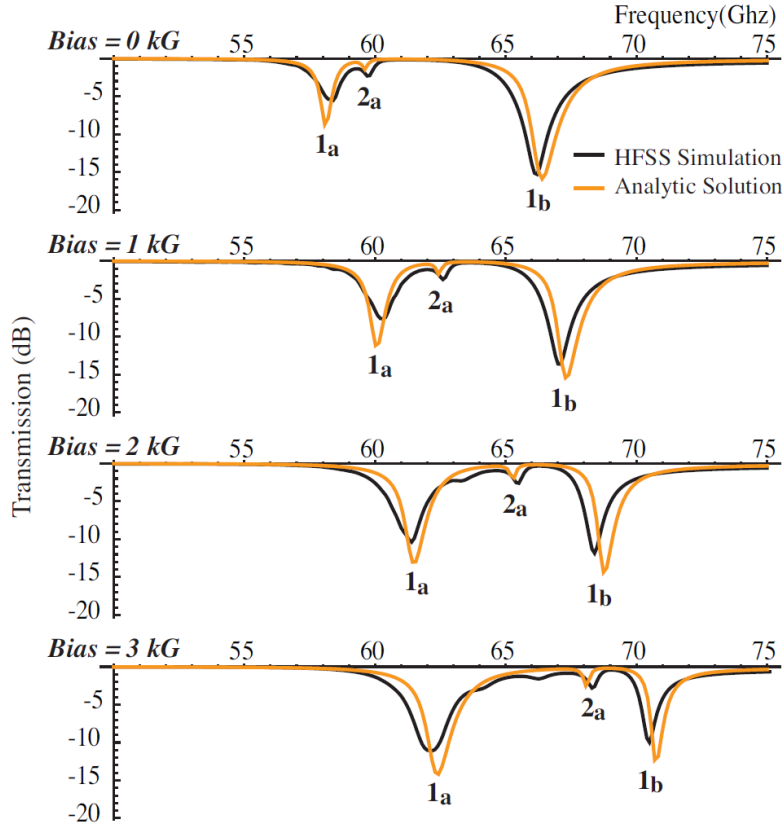 Frequency(Ghz)
Bias = 0 kG 55 60 65 70 75
-5
-10
-15
-20
1a
2a
1b
HFSS Simulation
Analytic Solution
Bias = 1 kG 55 60 65 70 75
-5
-10
-15
-20
1a
2a
1b
Transmission (dB)
Bias = 2 kG 55 60 65 70 75
-5
-10
-15
-20
1a
2a
1b
Bias = 3 kG 55 60 65 70 75
-5
-10
-15
-20
1a
2a
1b